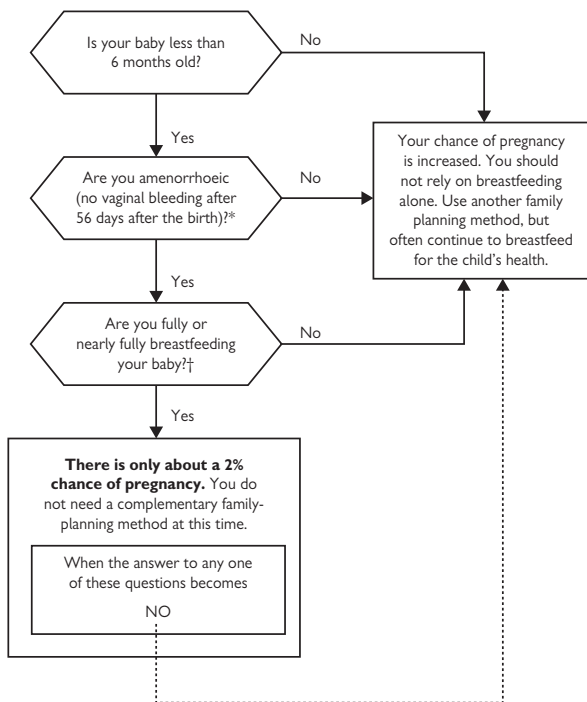 Is your baby less than
6 months old?
No
Yes
Are you amenorrhoeic
(no vaginal bleeding after
56 days after the birth)?*
No
Your chance of pregnancy
is increased. You should
not rely on breastfeeding
alone. Use another family
planning method, but
often continue to breastfeed
for the child’s health.
Yes
Are you fully or
nearly fully breastfeeding
your baby?†
No
Yes
There is only about a 2%
chance of pregnancy. You do
not need a complementary family-
planning method at this time.
When the answer to any one
of these questions becomes
NO